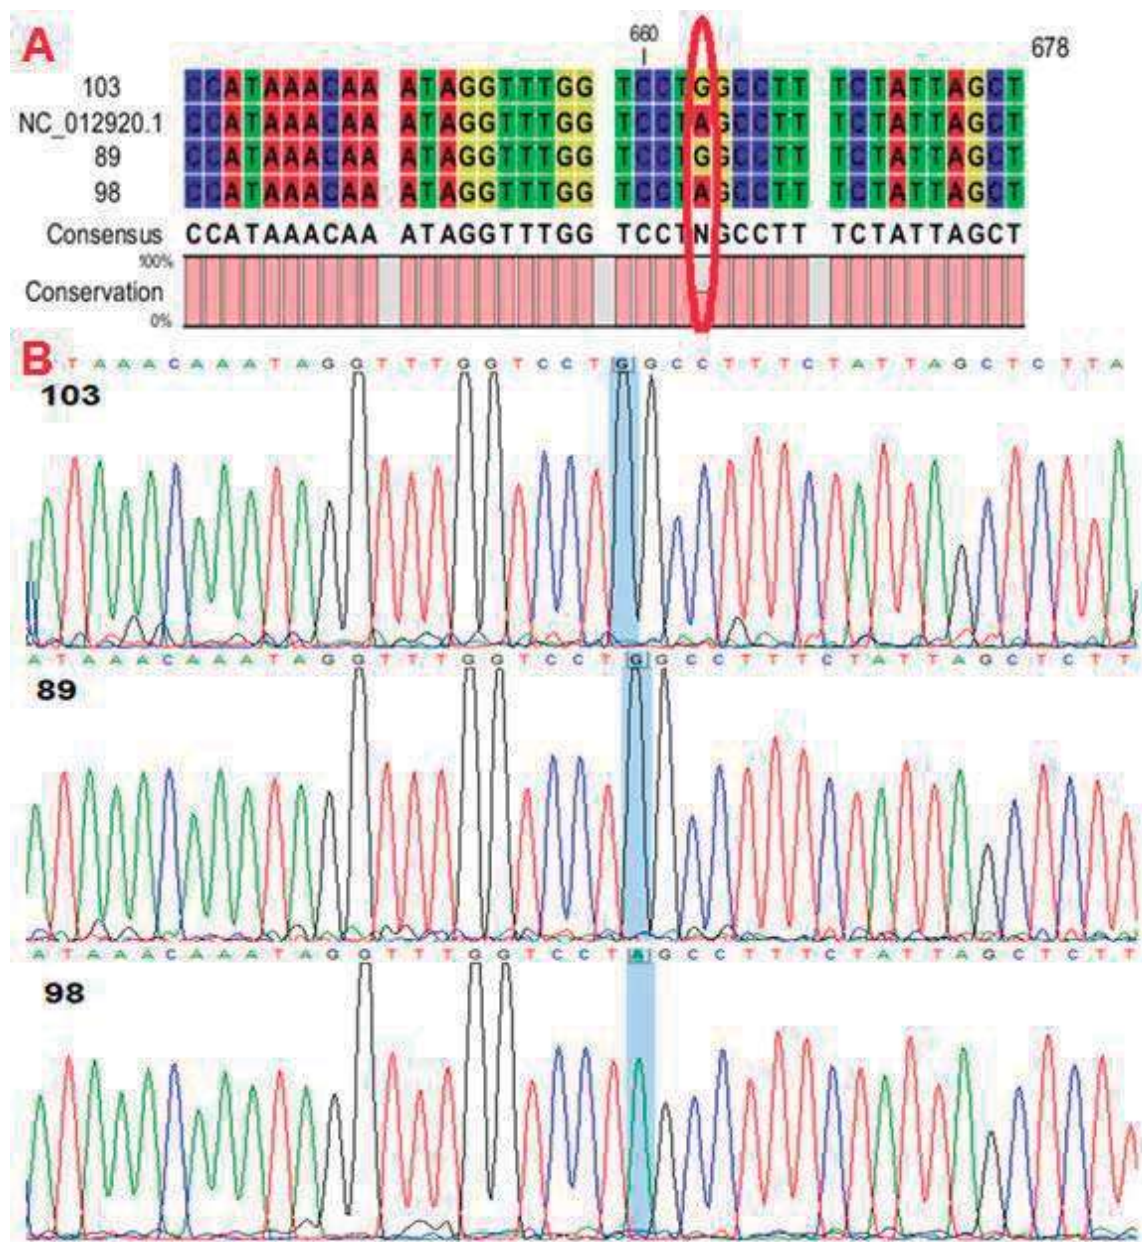 A
660
678
103 CCATAAACAA ATAGGTTTGG TCCTGGCCTT TCTATTAGCT
NC_012920.1 CCATAAACAA ATAGGTTTGG TCCTAGCCTT TCTATTAGCT
89 CCATAAACAA ATAGGTTTGG TCCTGGCCTT TCTATTAGCT
98 CCATAAACAA ATAGGTTTGG TCCTAGCCTT TCTATTAGCT
Consensus CCATAAACAA ATAGGTTTGG TCCTNGCCTT TCTATTAGCT
100%
Conservation
0%
B
T A A A C A A A T A G G T T T G G T C C T G G C C T T T C T A T T A G C T C T T A
103
A T A A A C A A A T A G G T T T G G T C C T G G C C T T T C T A T T A G C T C T T
89
A T A A A C A A A T A G G T T T G G T C C T A G C C T T T C T A T T A G C T C T T
98